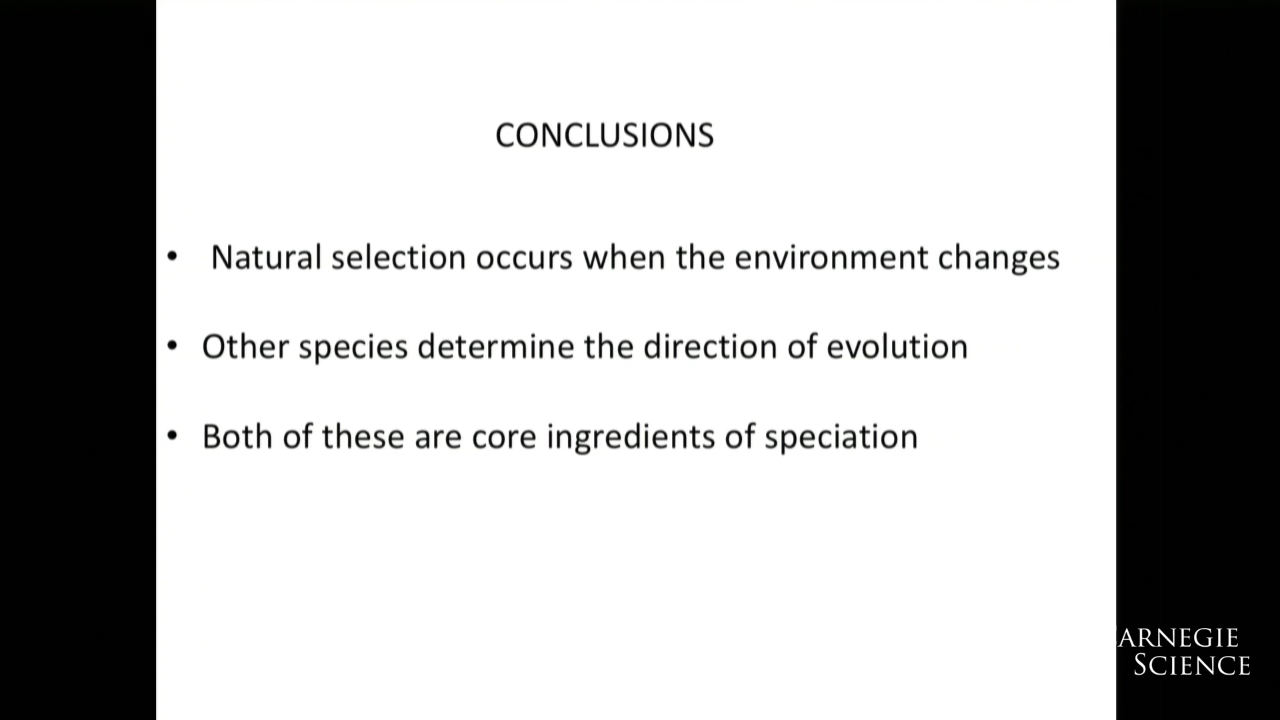 CONCLUSIONS
• Natural selection occurs when the environment changes
• Other species determine the direction of evolution
• Both of these are core ingredients of speciation
ARNEGIE
SCIENCE